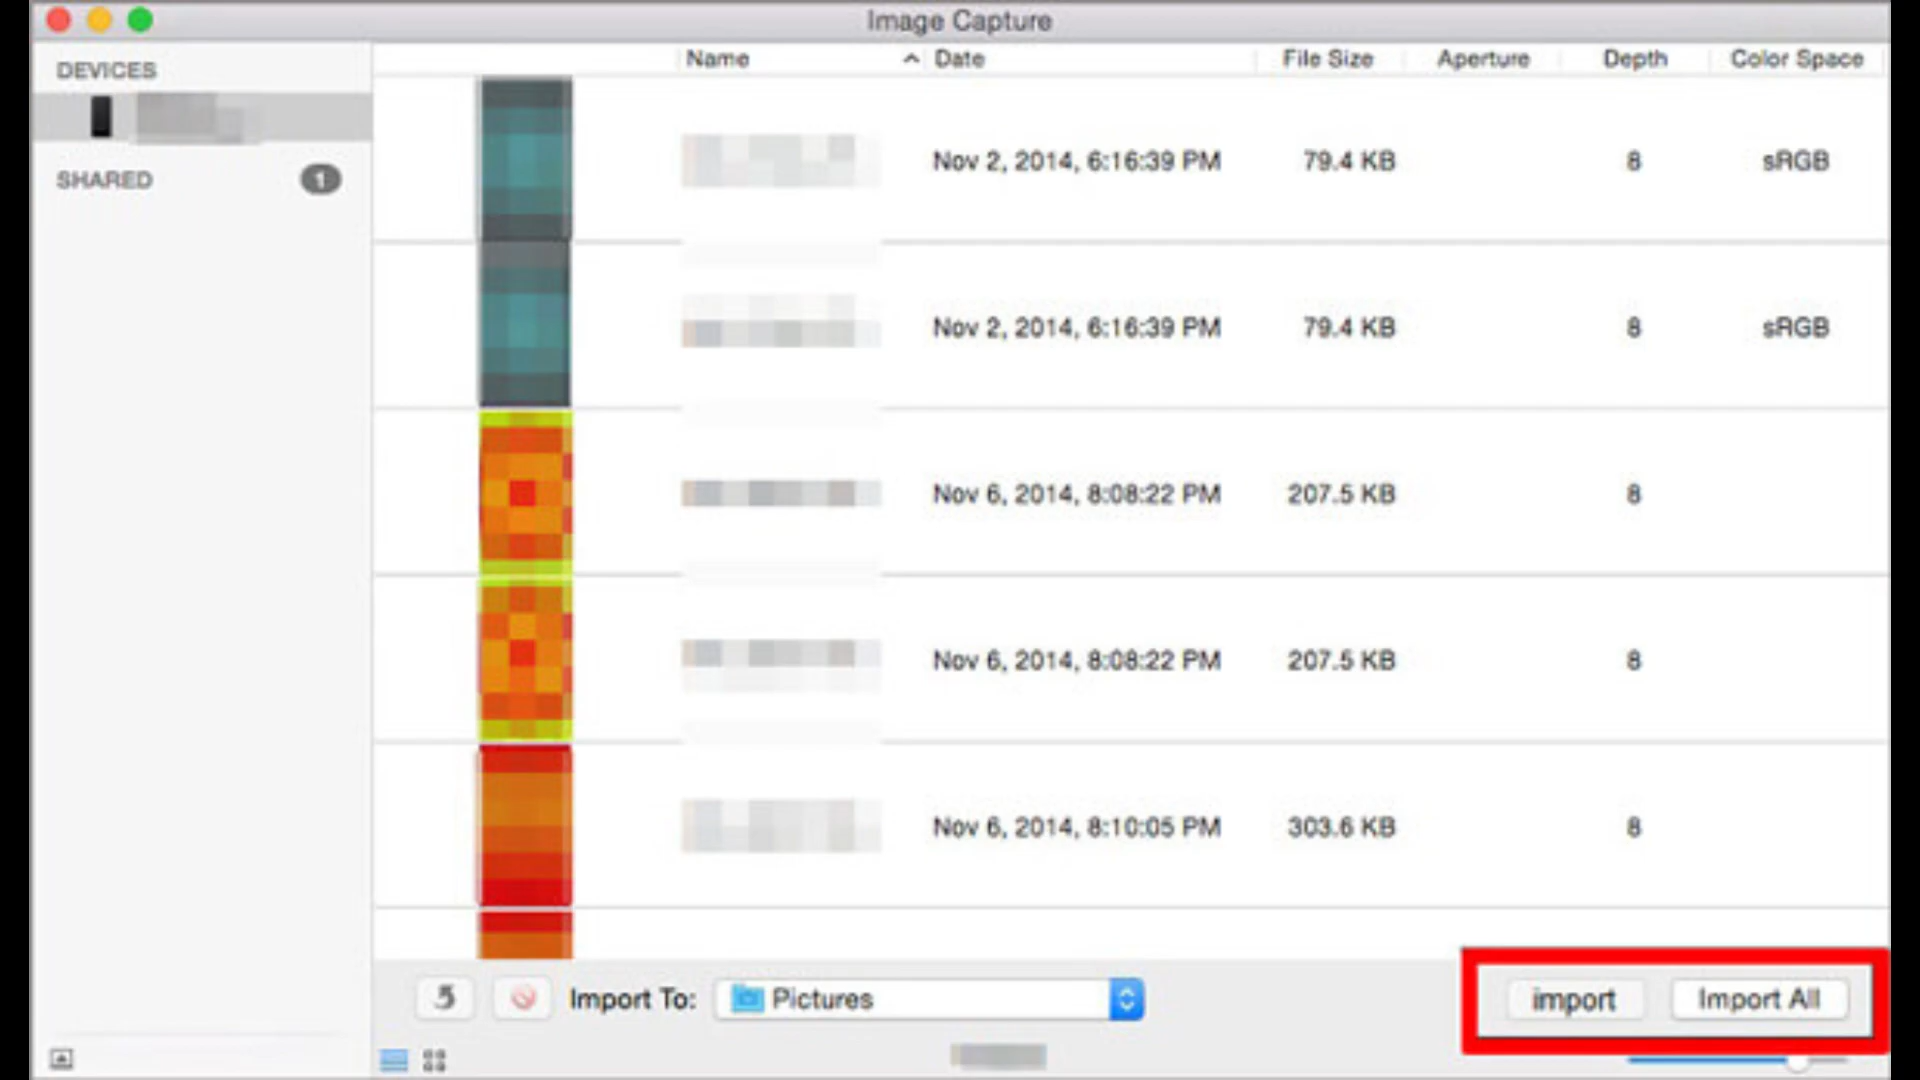 Image Capture
DEVICES
SHARED 1
Name Date File Size Aperture Depth Color Space
Nov 2, 2014, 6:16:39 PM 79.4 KB 8 sRGB
Nov 2, 2014, 6:16:39 PM 79.4 KB 8 sRGB
Nov 6, 2014, 8:08:22 PM 207.5 KB 8
Nov 6, 2014, 8:08:22 PM 207.5 KB 8
Nov 6, 2014, 8:10:05 PM 303.6 KB 8
Import To: Pictures import Import All